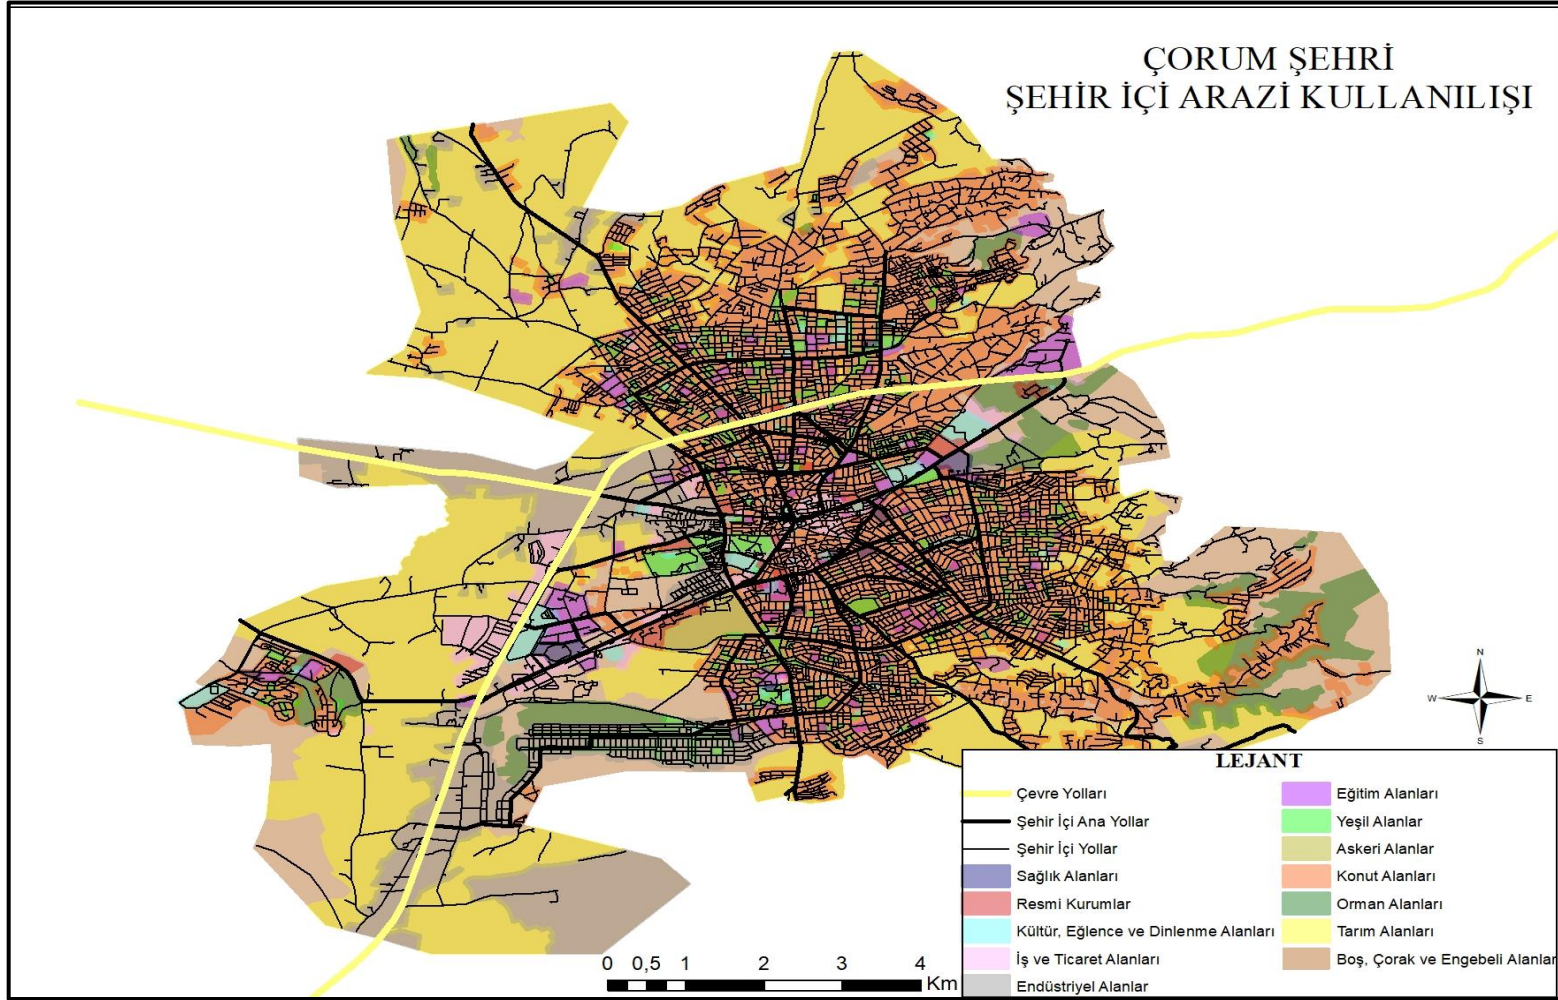 ÇORUM ŞEHRİ
ŞEHİR İÇİ ARAZİ KULLANILIŞI
N
W
E
S
LEJANT
Çevre Yolları
Şehir İçi Ana Yollar
Şehir İçi Yollar
Sağlık Alanları
Resmi Kurumlar
Kültür, Eğlence ve Dinlenme Alanları
İş ve Ticaret Alanları
Endüstriyel Alanlar
Eğitim Alanları
Yeşil Alanlar
Askeri Alanlar
Konut Alanları
Orman Alanları
Tarım Alanları
Boş, Çorak ve Engebeli Alanlar
0 0,5 1 2 3 4
Km